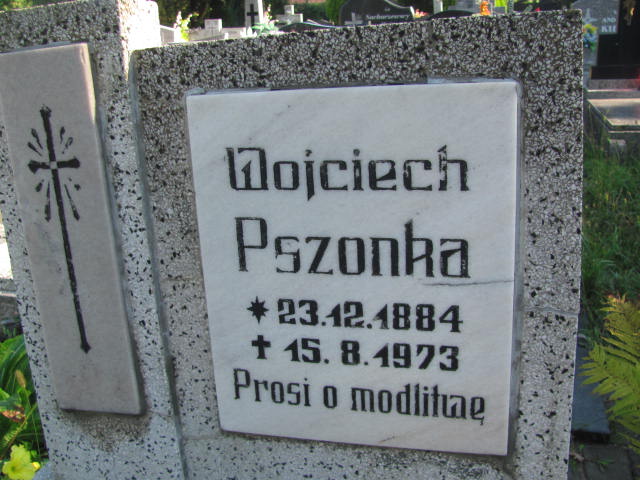 Wojciech
Pszonka
* 23.12.1884
✝ 15.8.1973
Prosi o modlitwę